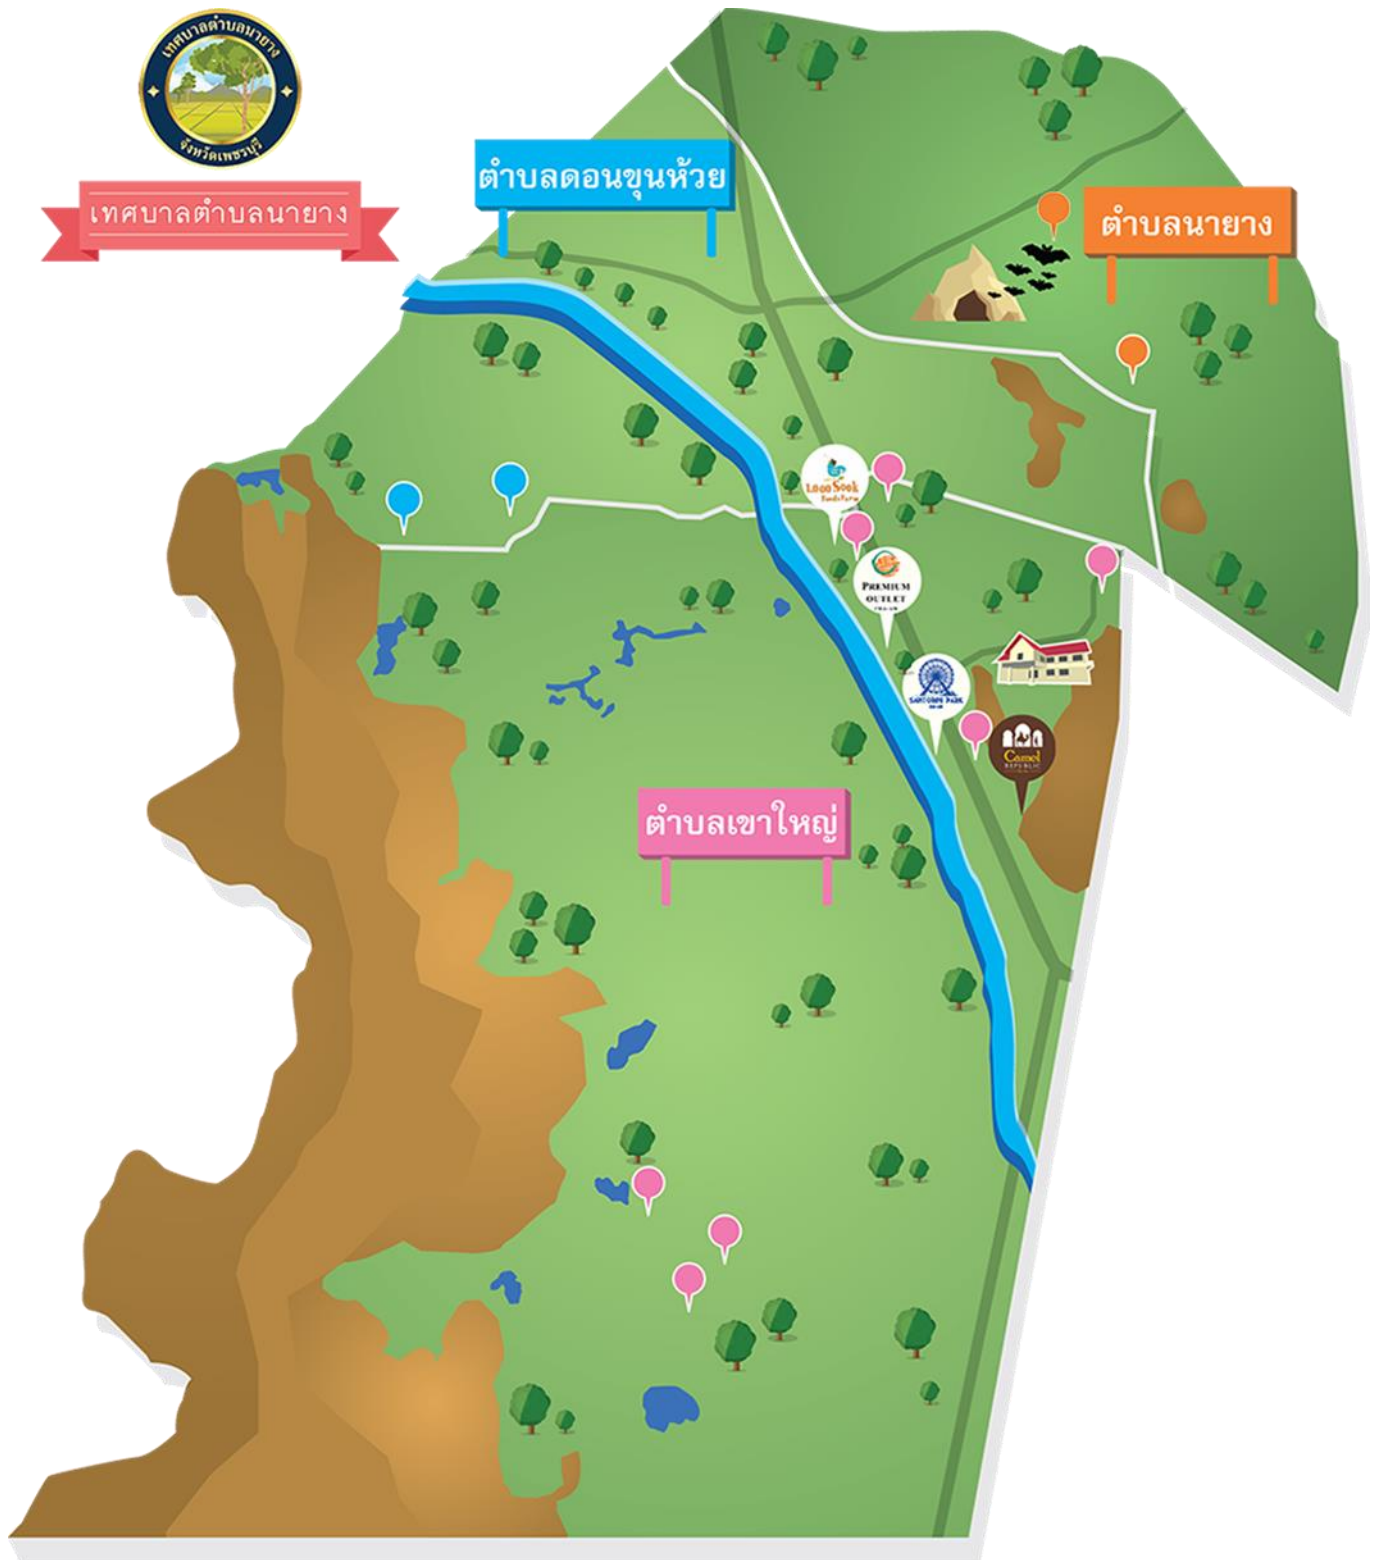 เทศบาลตำบลนายาง
จังหวัดเพชรบุรี
เทศบาลตำบลนายาง
ตำบลดอนขุนห้วย
ตำบลนายาง
PREMIUM
OUTLET
CHA-AM
SANTORINI PARK
Camel
REPUBLIC
ตำบลเขาใหญ่